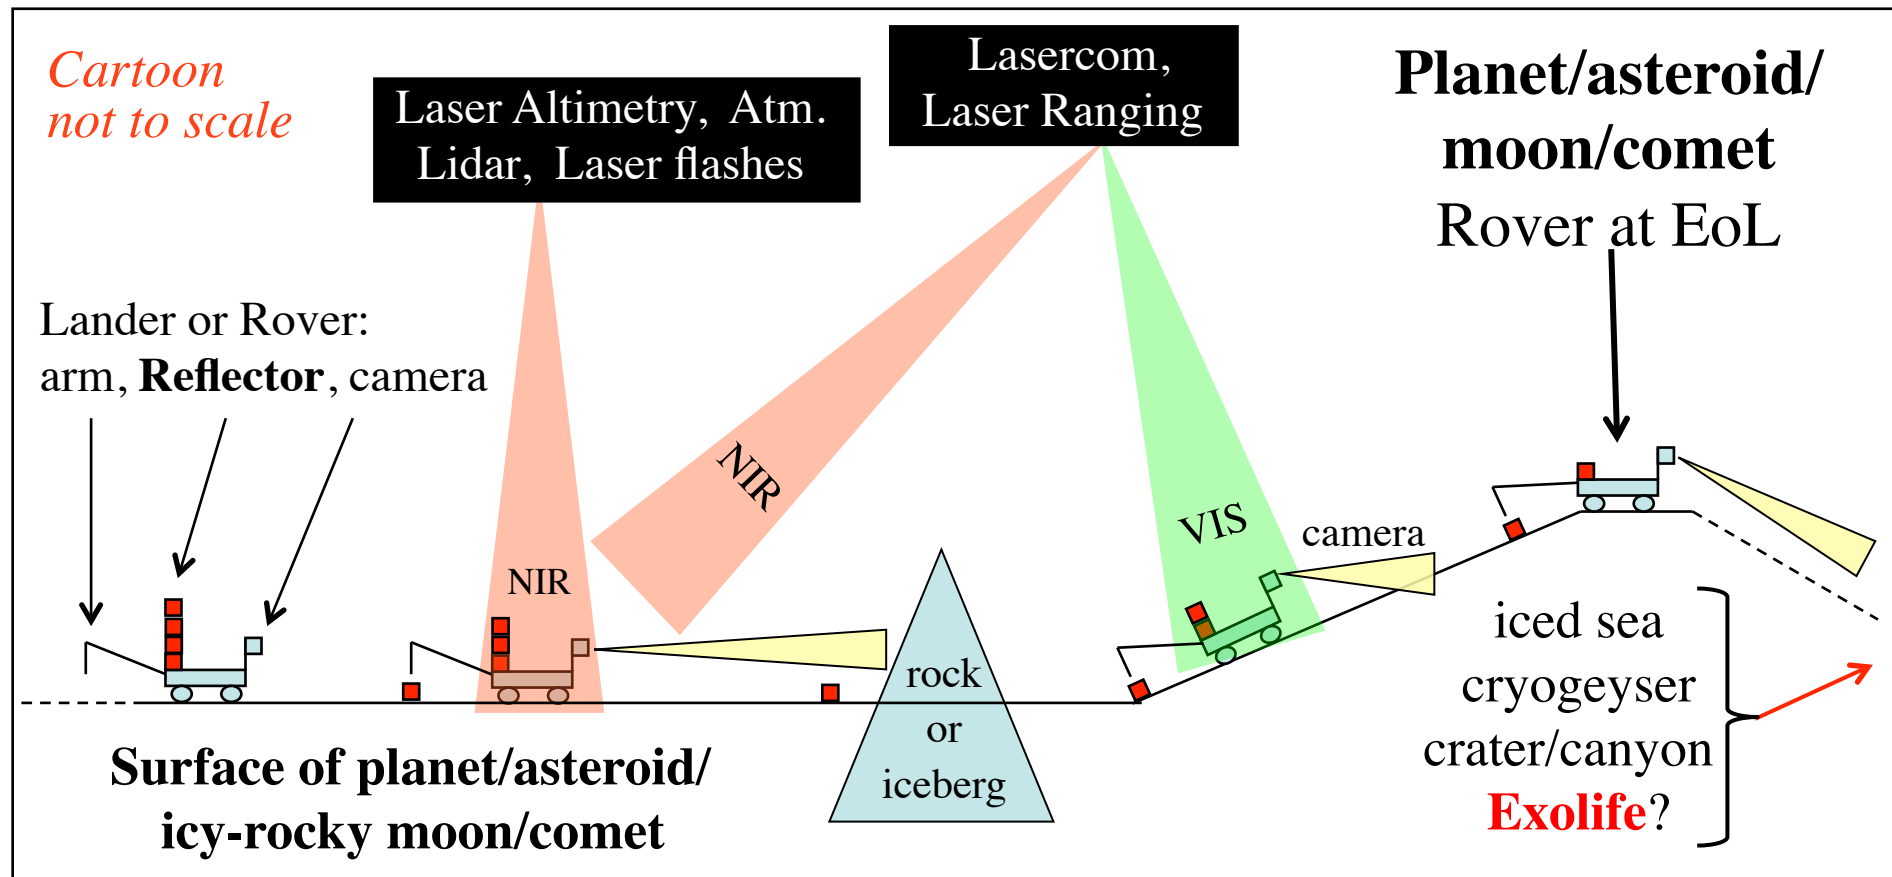 Cartoon
not to scale
Laser Altimetry, Atm.
Lidar, Laser flashes
Lasercom,
Laser Ranging
Planet/asteroid/
moon/comet
Rover at EoL
Lander or Rover:
arm, Reflector, camera
NIR
NIR
VIS
camera
rock
or
iceberg
Surface of planet/asteroid/
icy-rocky moon/comet
iced sea
cryogeyser
crater/canyon
Exolife?